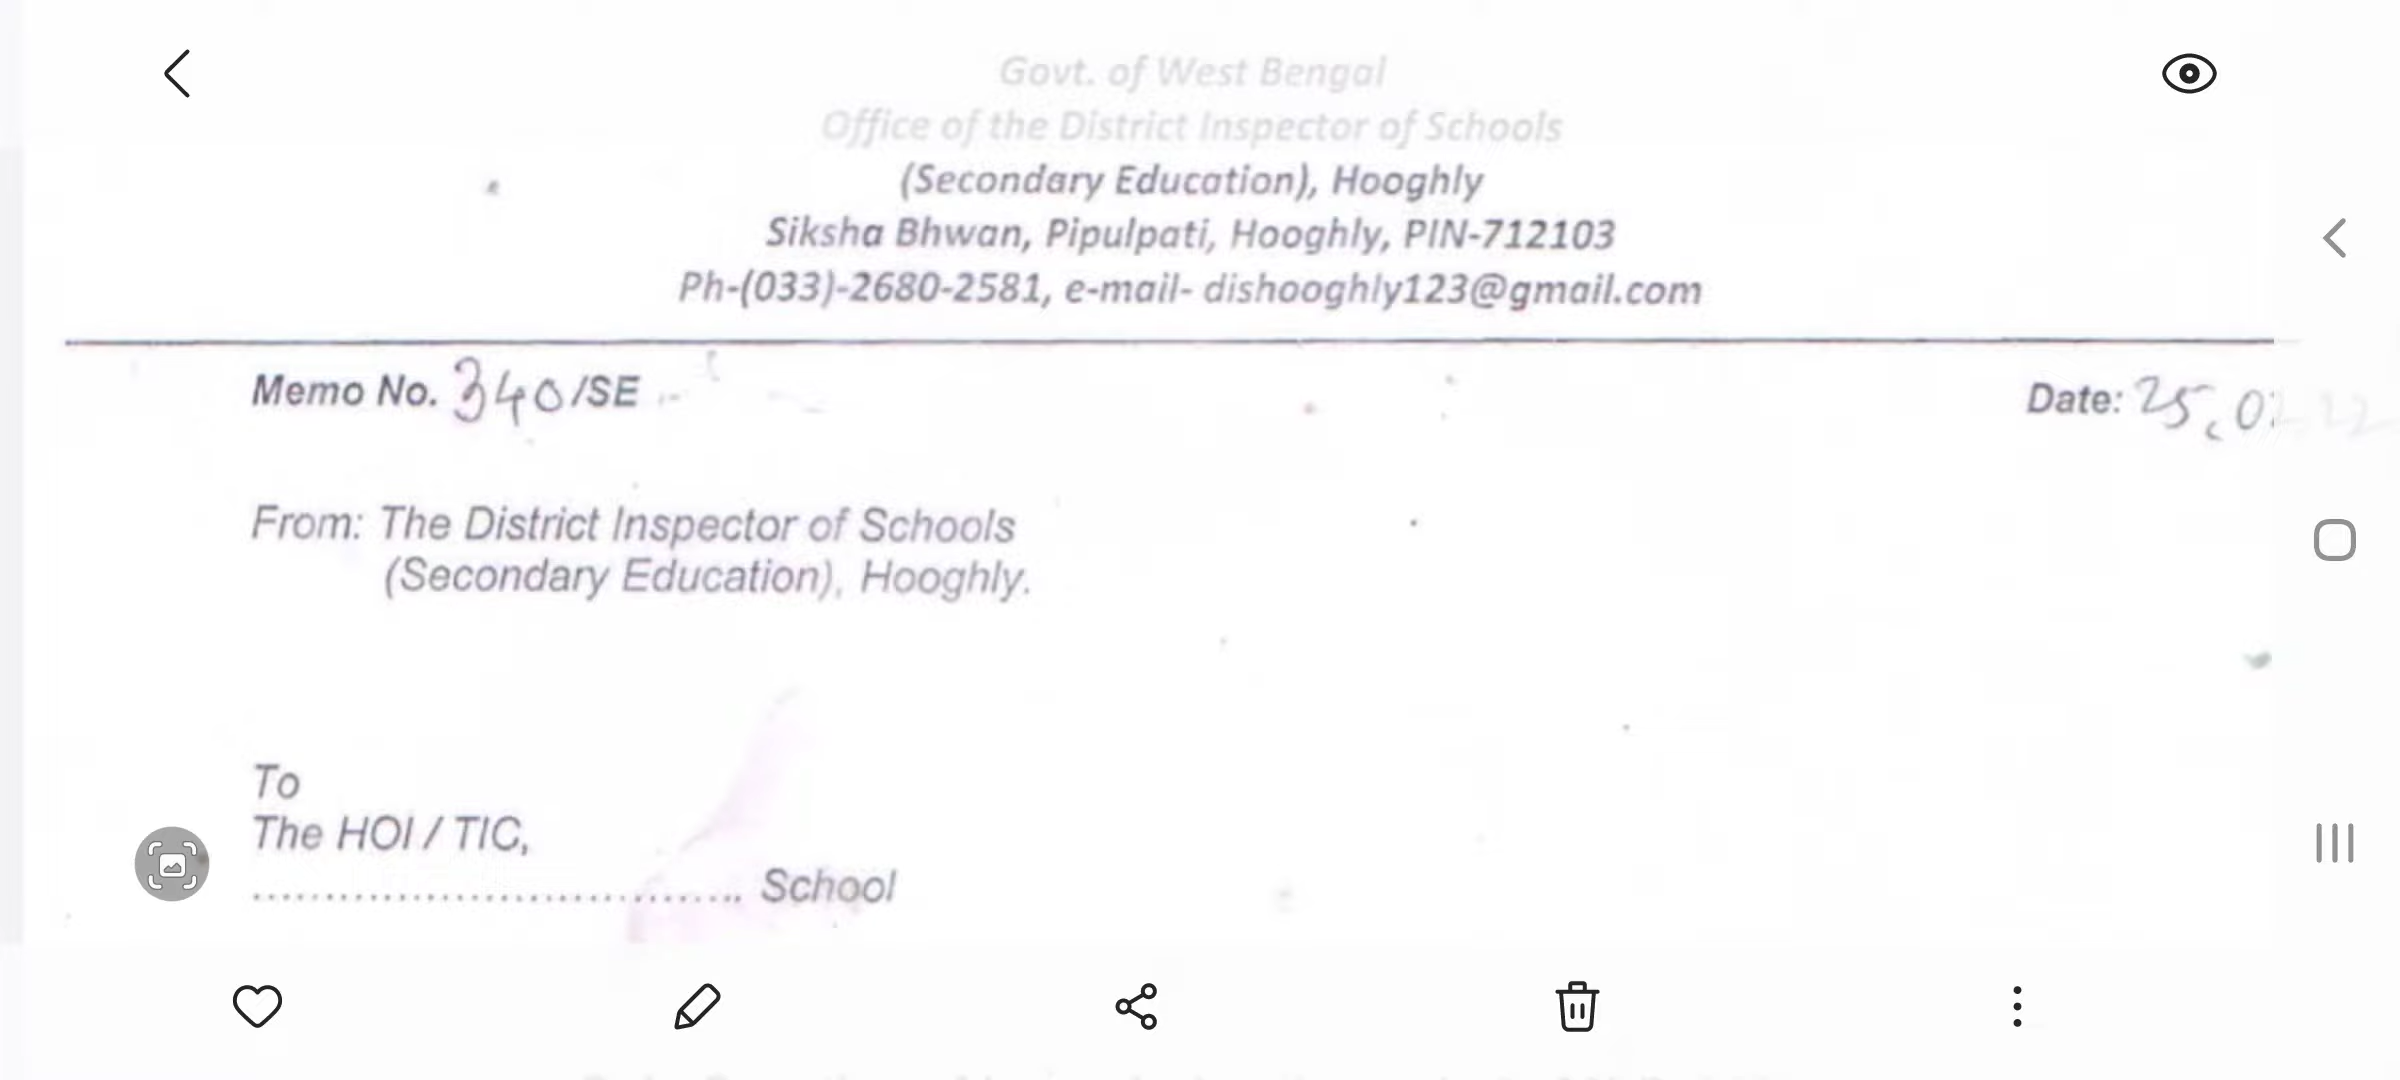 Govt. of West Bengal
Office of the District Inspector of Schools
(Secondary Education), Hooghly
Siksha Bhwan, Pipulpati, Hooghly, PIN-712103
Ph-(033)-2680-2581, e-mail- dishooghly123@gmail.com
Memo No. 340/SE
Date: 25.02.22
From: The District Inspector of Schools
(Secondary Education), Hooghly.
To
The HOI / TIC,
........................................ School